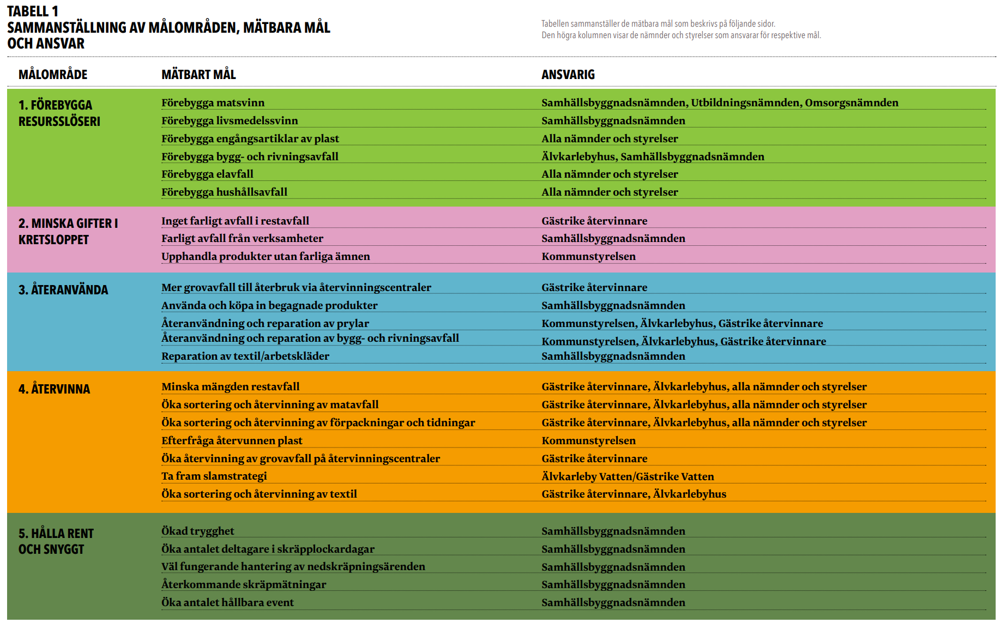 TABELL 1
SAMMANSTÄLLNING AV MÅLOMRÅDEN, MÄTBARA MÅL
OCH ANSVAR
Tabellen sammanställer de mätbara mål som beskrivs på följande sidor.
Den högra kolumnen visar de nämnder och styrelser som ansvarar för respektive mål.
MÅLOMRÅDE MÄTBART MÅL ANSVARIG
1. FÖREBYGGA
RESURSSLÖSERI
Förebygga matsvinn Samhällsbyggnadsnämnden, Utbildningsnämnden, Omsorgsnämnden
Förebygga livsmedelssvinn Samhällsbyggnadsnämnden
Förebygga engångsartiklar av plast Alla nämnder och styrelser
Förebygga bygg- och rivningsavfall Älvkarlebyhus, Samhällsbyggnadsnämnden
Förebygga elavfall Alla nämnder och styrelser
Förebygga hushållsavfall Alla nämnder och styrelser
2. MINSKA GIFTER I
KRETSLOPPET
Inget farligt avfall i restavfall Gästrike återvinnare
Farligt avfall från verksamheter Samhällsbyggnadsnämnden
Upphandla produkter utan farliga ämnen Kommunstyrelsen
3. ÅTERANVÄNDA
Mer grovavfall till återbruk via återvinningscentraler Gästrike återvinnare
Använda och köpa in begagnade produkter Samhällsbyggnadsnämnden
Återanvändning och reparation av prylar Kommunstyrelsen, Älvkarlebyhus, Gästrike återvinnare
Återanvändning och reparation av bygg- och rivningsavfall Kommunstyrelsen, Älvkarlebyhus, Gästrike återvinnare
Reparation av textil/arbetskläder Samhällsbyggnadsnämnden
4. ÅTERVINNA
Minska mängden restavfall Gästrike återvinnare, Älvkarlebyhus, alla nämnder och styrelser
Öka sortering och återvinning av matavfall Gästrike återvinnare, Älvkarlebyhus, alla nämnder och styrelser
Öka sortering och återvinning av förpackningar och tidningar Gästrike återvinnare, Älvkarlebyhus, alla nämnder och styrelser
Efterfråga återvunnen plast Kommunstyrelsen
Öka återvinning av grovavfall på återvinningscentraler Gästrike återvinnare
Ta fram slamstrategi Älvkarleby Vatten/Gästrike Vatten
Öka sortering och återvinning av textil Gästrike återvinnare, Älvkarlebyhus
5. HÅLLA RENT
OCH SNYGGT
Ökad trygghet Samhällsbyggnadsnämnden
Öka antalet deltagare i skräpplockardagar Samhällsbyggnadsnämnden
Väl fungerande hantering av nedskräpningsärenden Samhällsbyggnadsnämnden
Återkommande skräpmätningar Samhällsbyggnadsnämnden
Öka antalet hållbara event Samhällsbyggnadsnämnden